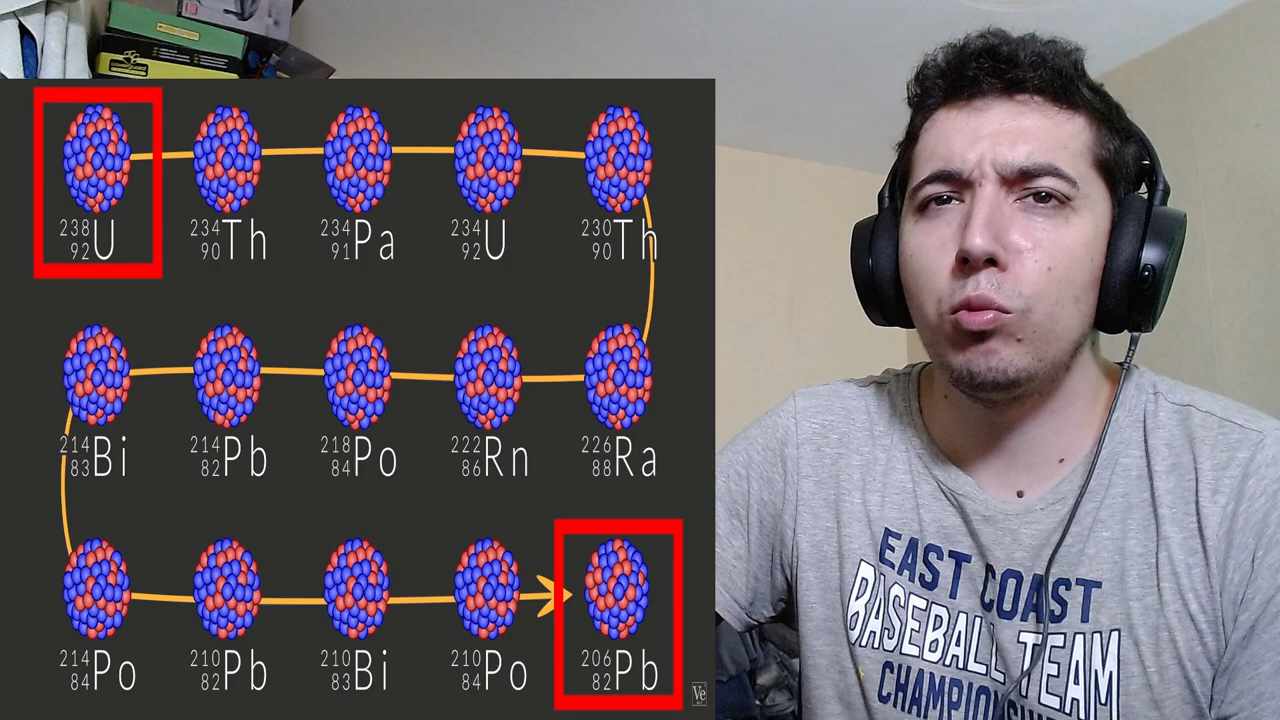 238 92 U 234 90 Th 234 91 Pa 234 92 U 230 90 Th
214 83 Bi 214 82 Pb 218 84 Po 222 86 Rn 226 88 Ra
214 84 Po 210 82 Pb 210 83 Bi 210 84 Po 206 82 Pb
Ve
EAST COAST
BASEBALL TEAM